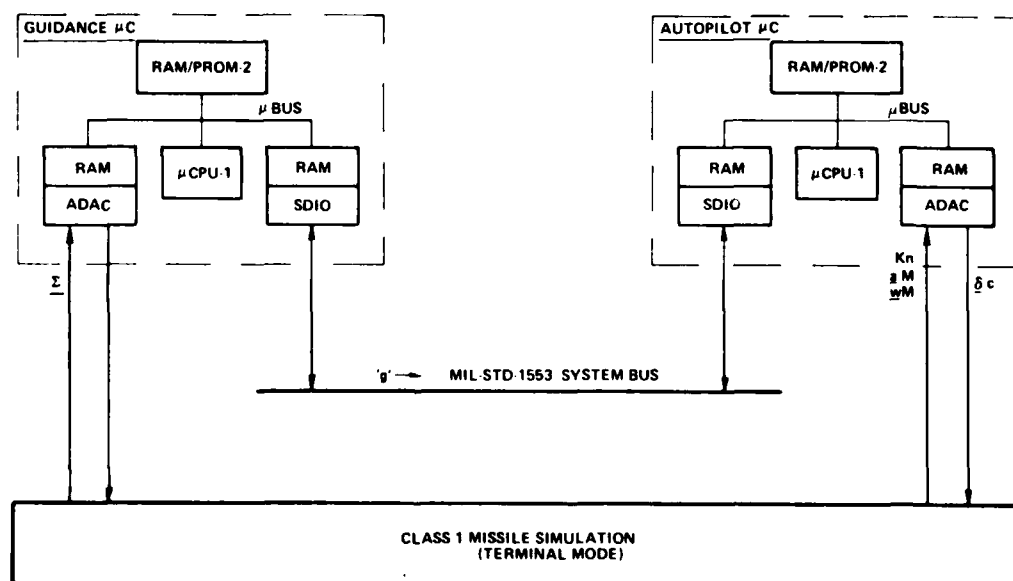 GUIDANCE μC
RAM/PROM-2
μ BUS
RAM
μCPU-1
RAM
ADAC
SDIO
Σ
AUTOPILOT μC
RAM/PROM-2
μBUS
RAM
μCPU-1
RAM
SDIO
ADAC
Kn
a M
wM
δ c
'g' → MIL-STD-1553 SYSTEM BUS
CLASS 1 MISSILE SIMULATION
(TERMINAL MODE)